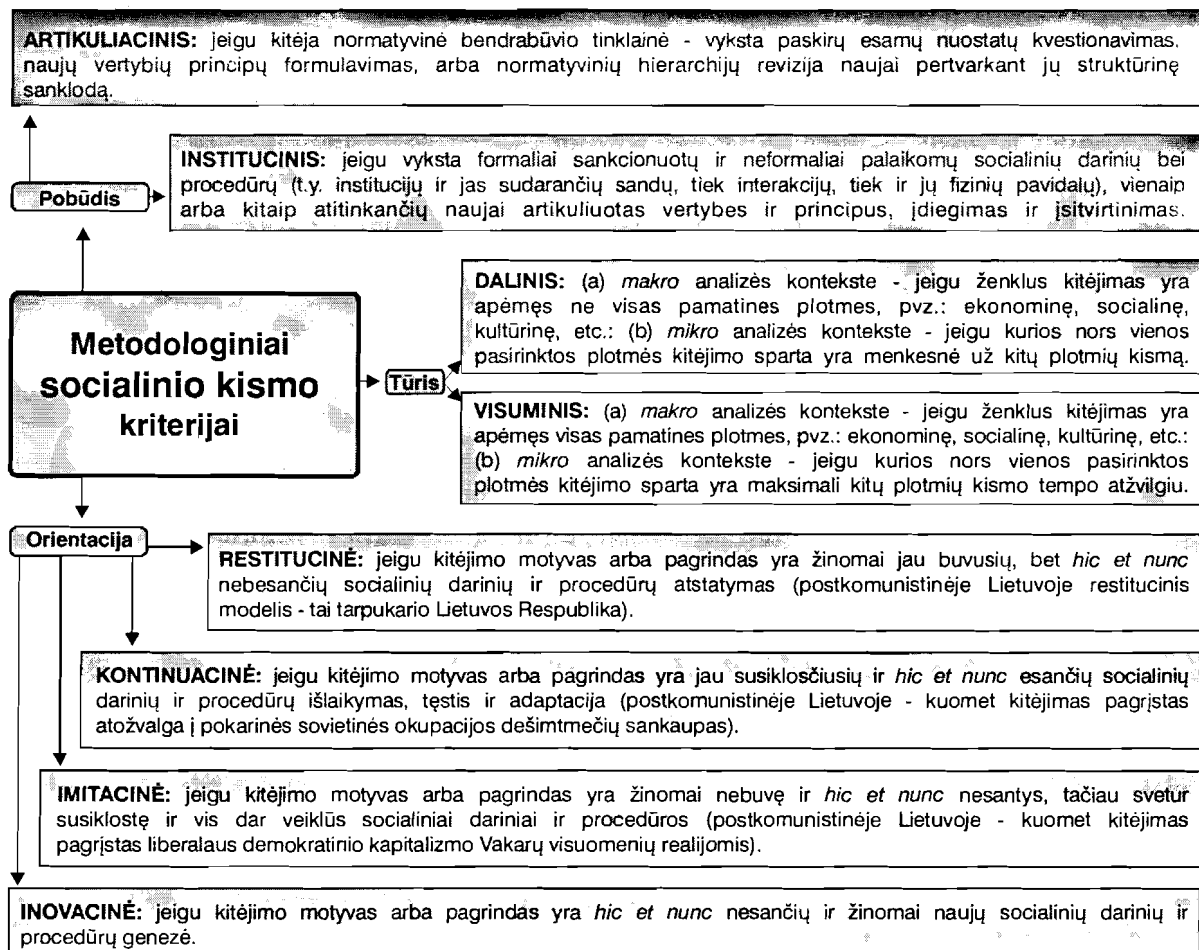 ARTIKULIACINIS: jeigu kitėja normatyvinė bendrabūvio tinklainė - vyksta paskirų esamų nuostatų kvestionavimas,
naujų vertybių principų formulavimas, arba normatyvinių hierarchijų revizija naujai pertvarkant jų struktūrinę
sanklodą.
INSTITUCINIS: jeigu vyksta formaliai sankcionuotų ir neformaliai palaikomų socialinių darinių bei
procedūrų (t.y. institucijų ir jas sudarančių sandų, tiek interakcijų, tiek ir jų fizinių pavidalų), vienaip
arba kitaip atitinkančių naujai artikuliuotas vertybes ir principus, įdiegimas ir įsitvirtinimas.
Pobūdis
DALINIS: (a) makro analizės kontekste - jeigu ženklus kitėjimas yra
apėmęs ne visas pamatines plotmes, pvz.: ekonominę, socialinę,
kultūrinę, etc.: (b) mikro analizės kontekste - jeigu kurios nors vienos
pasirinktos plotmės kitėjimo sparta yra menkesnė už kitų plotmių kismą.
Metodologiniai
socialinio kismo
kriterijai
Tūris
VISUMINIS: (a) makro analizės kontekste - jeigu ženklus kitėjimas yra
apėmęs visas pamatines plotmes, pvz.: ekonominę, socialinę, kultūrinę, etc.:
(b) mikro analizės kontekste - jeigu kurios nors vienos pasirinktos
plotmės kitėjimo sparta yra maksimali kitų plotmių kismo tempo atžvilgiu.
Orientacija
RESTITUCINĖ: jeigu kitėjimo motyvas arba pagrindas yra žinomai jau buvusių, bet hic et nunc
nebesančių socialinių darinių ir procedūrų atstatymas (postkomunistinėje Lietuvoje restitucinis
modelis - tai tarpukario Lietuvos Respublika).
KONTINUACINĖ: jeigu kitėjimo motyvas arba pagrindas yra jau susiklosčiusių ir hic et nunc esančių socialinių
darinių ir procedūrų išlaikymas, tęstis ir adaptacija (postkomunistinėje Lietuvoje - kuomet kitėjimas pagrįstas
atožvalga į pokarinės sovietinės okupacijos dešimtmečių sankaupas).
IMITACINĖ: jeigu kitėjimo motyvas arba pagrindas yra žinomai nebuvę ir hic et nunc nesantys, tačiau svetur
susiklostę ir vis dar veiklūs socialiniai dariniai ir procedūros (postkomunistinėje Lietuvoje - kuomet kitėjimas
pagrįstas liberalaus demokratinio kapitalizmo Vakarų visuomenių realijomis).
INOVACINĖ: jeigu kitėjimo motyvas arba pagrindas yra hic et nunc nesančių ir žinomai naujų socialinių darinių ir
procedūrų genezė.